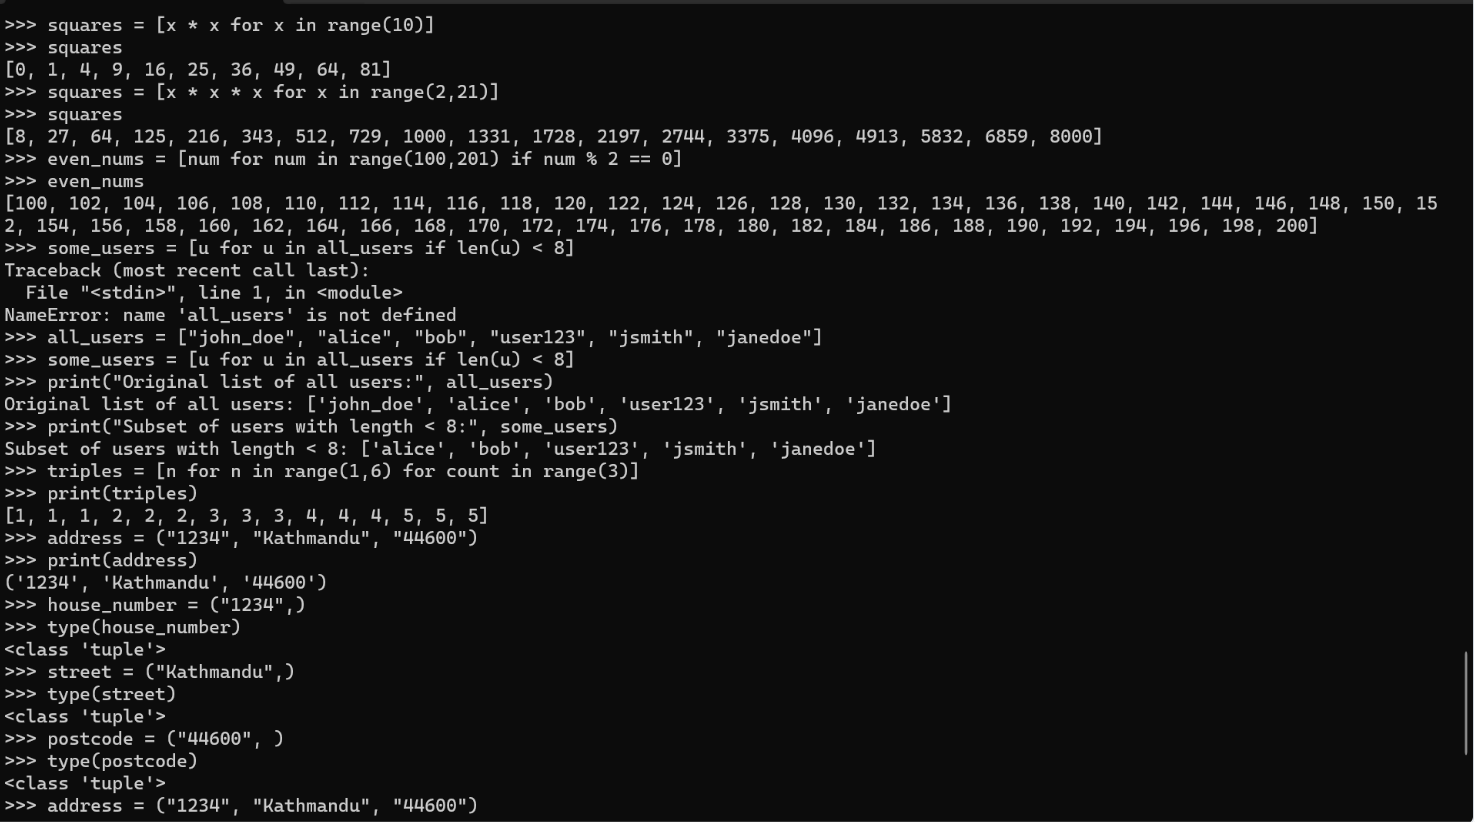 >>> squares = [x * x for x in range(10)]
>>> squares
[0, 1, 4, 9, 16, 25, 36, 49, 64, 81]
>>> squares = [x * x * x for x in range(2,21)]
>>> squares
[8, 27, 64, 125, 216, 343, 512, 729, 1000, 1331, 1728, 2197, 2744, 3375, 4096, 4913, 5832, 6859, 8000]
>>> even_nums = [num for num in range(100,201) if num % 2 == 0]
>>> even_nums
[100, 102, 104, 106, 108, 110, 112, 114, 116, 118, 120, 122, 124, 126, 128, 130, 132, 134, 136, 138, 140, 142, 144, 146, 148, 150, 15
2, 154, 156, 158, 160, 162, 164, 166, 168, 170, 172, 174, 176, 178, 180, 182, 184, 186, 188, 190, 192, 194, 196, 198, 200]
>>> some_users = [u for u in all_users if len(u) < 8]
Traceback (most recent call last):
  File "<stdin>", line 1, in <module>
NameError: name 'all_users' is not defined
>>> all_users = ["john_doe", "alice", "bob", "user123", "jsmith", "janedoe"]
>>> some_users = [u for u in all_users if len(u) < 8]
>>> print("Original list of all users:", all_users)
Original list of all users: ['john_doe', 'alice', 'bob', 'user123', 'jsmith', 'janedoe']
>>> print("Subset of users with length < 8:", some_users)
Subset of users with length < 8: ['alice', 'bob', 'user123', 'jsmith', 'janedoe']
>>> triples = [n for n in range(1,6) for count in range(3)]
>>> print(triples)
[1, 1, 1, 2, 2, 2, 3, 3, 3, 4, 4, 4, 5, 5, 5]
>>> address = ("1234", "Kathmandu", "44600")
>>> print(address)
('1234', 'Kathmandu', '44600')
>>> house_number = ("1234",)
>>> type(house_number)
<class 'tuple'>
>>> street = ("Kathmandu",)
>>> type(street)
<class 'tuple'>
>>> postcode = ("44600", )
>>> type(postcode)
<class 'tuple'>
>>> address = ("1234", "Kathmandu", "44600")